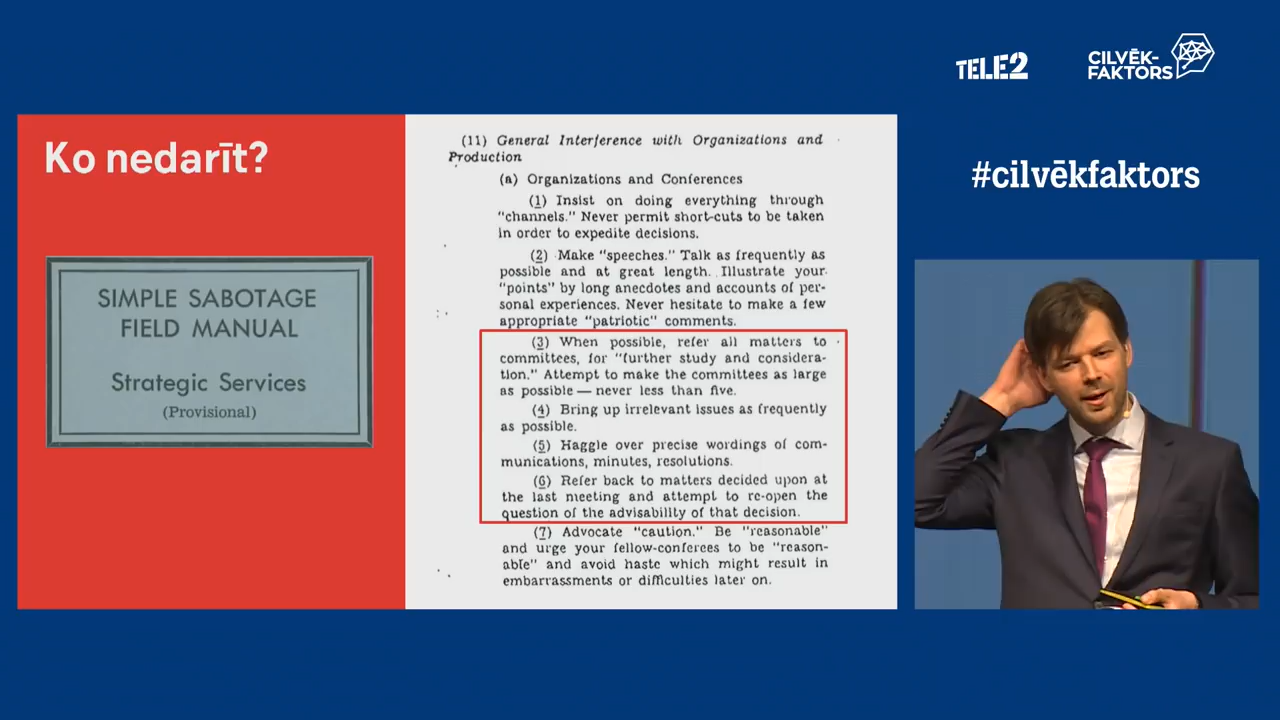 TELE2
CILVĒK-
FAKTORS
#cilvēkfaktors
Ko nedarīt?
SIMPLE SABOTAGE
FIELD MANUAL
Strategic Services
(Provisional)
(11) General Interference with Organizations and
Production
(a) Organizations and Conferences
(1) Insist on doing everything through
"channels." Never permit short-cuts to be taken
in order to expedite decisions.
(2) Make "speeches." Talk as frequently as
possible and at great length. Illustrate your
"points" by long anecdotes and accounts of per-
sonal experiences. Never hesitate to make a few
appropriate "patriotic" comments.
(3) When possible, refer all matters to
committees, for "further study and considera-
tion." Attempt to make the committees as large
as possible — never less than five.
(4) Bring up irrelevant issues as frequently
as possible.
(5) Haggle over precise wordings of com-
munications, minutes, resolutions.
(6) Refer back to matters decided upon at
the last meeting and attempt to re-open the
question of the advisability of that decision.
(7) Advocate "caution." Be "reasonable"
and urge your fellow-conferees to be "reason-
able" and avoid haste which might result in
embarrassments or difficulties later on.